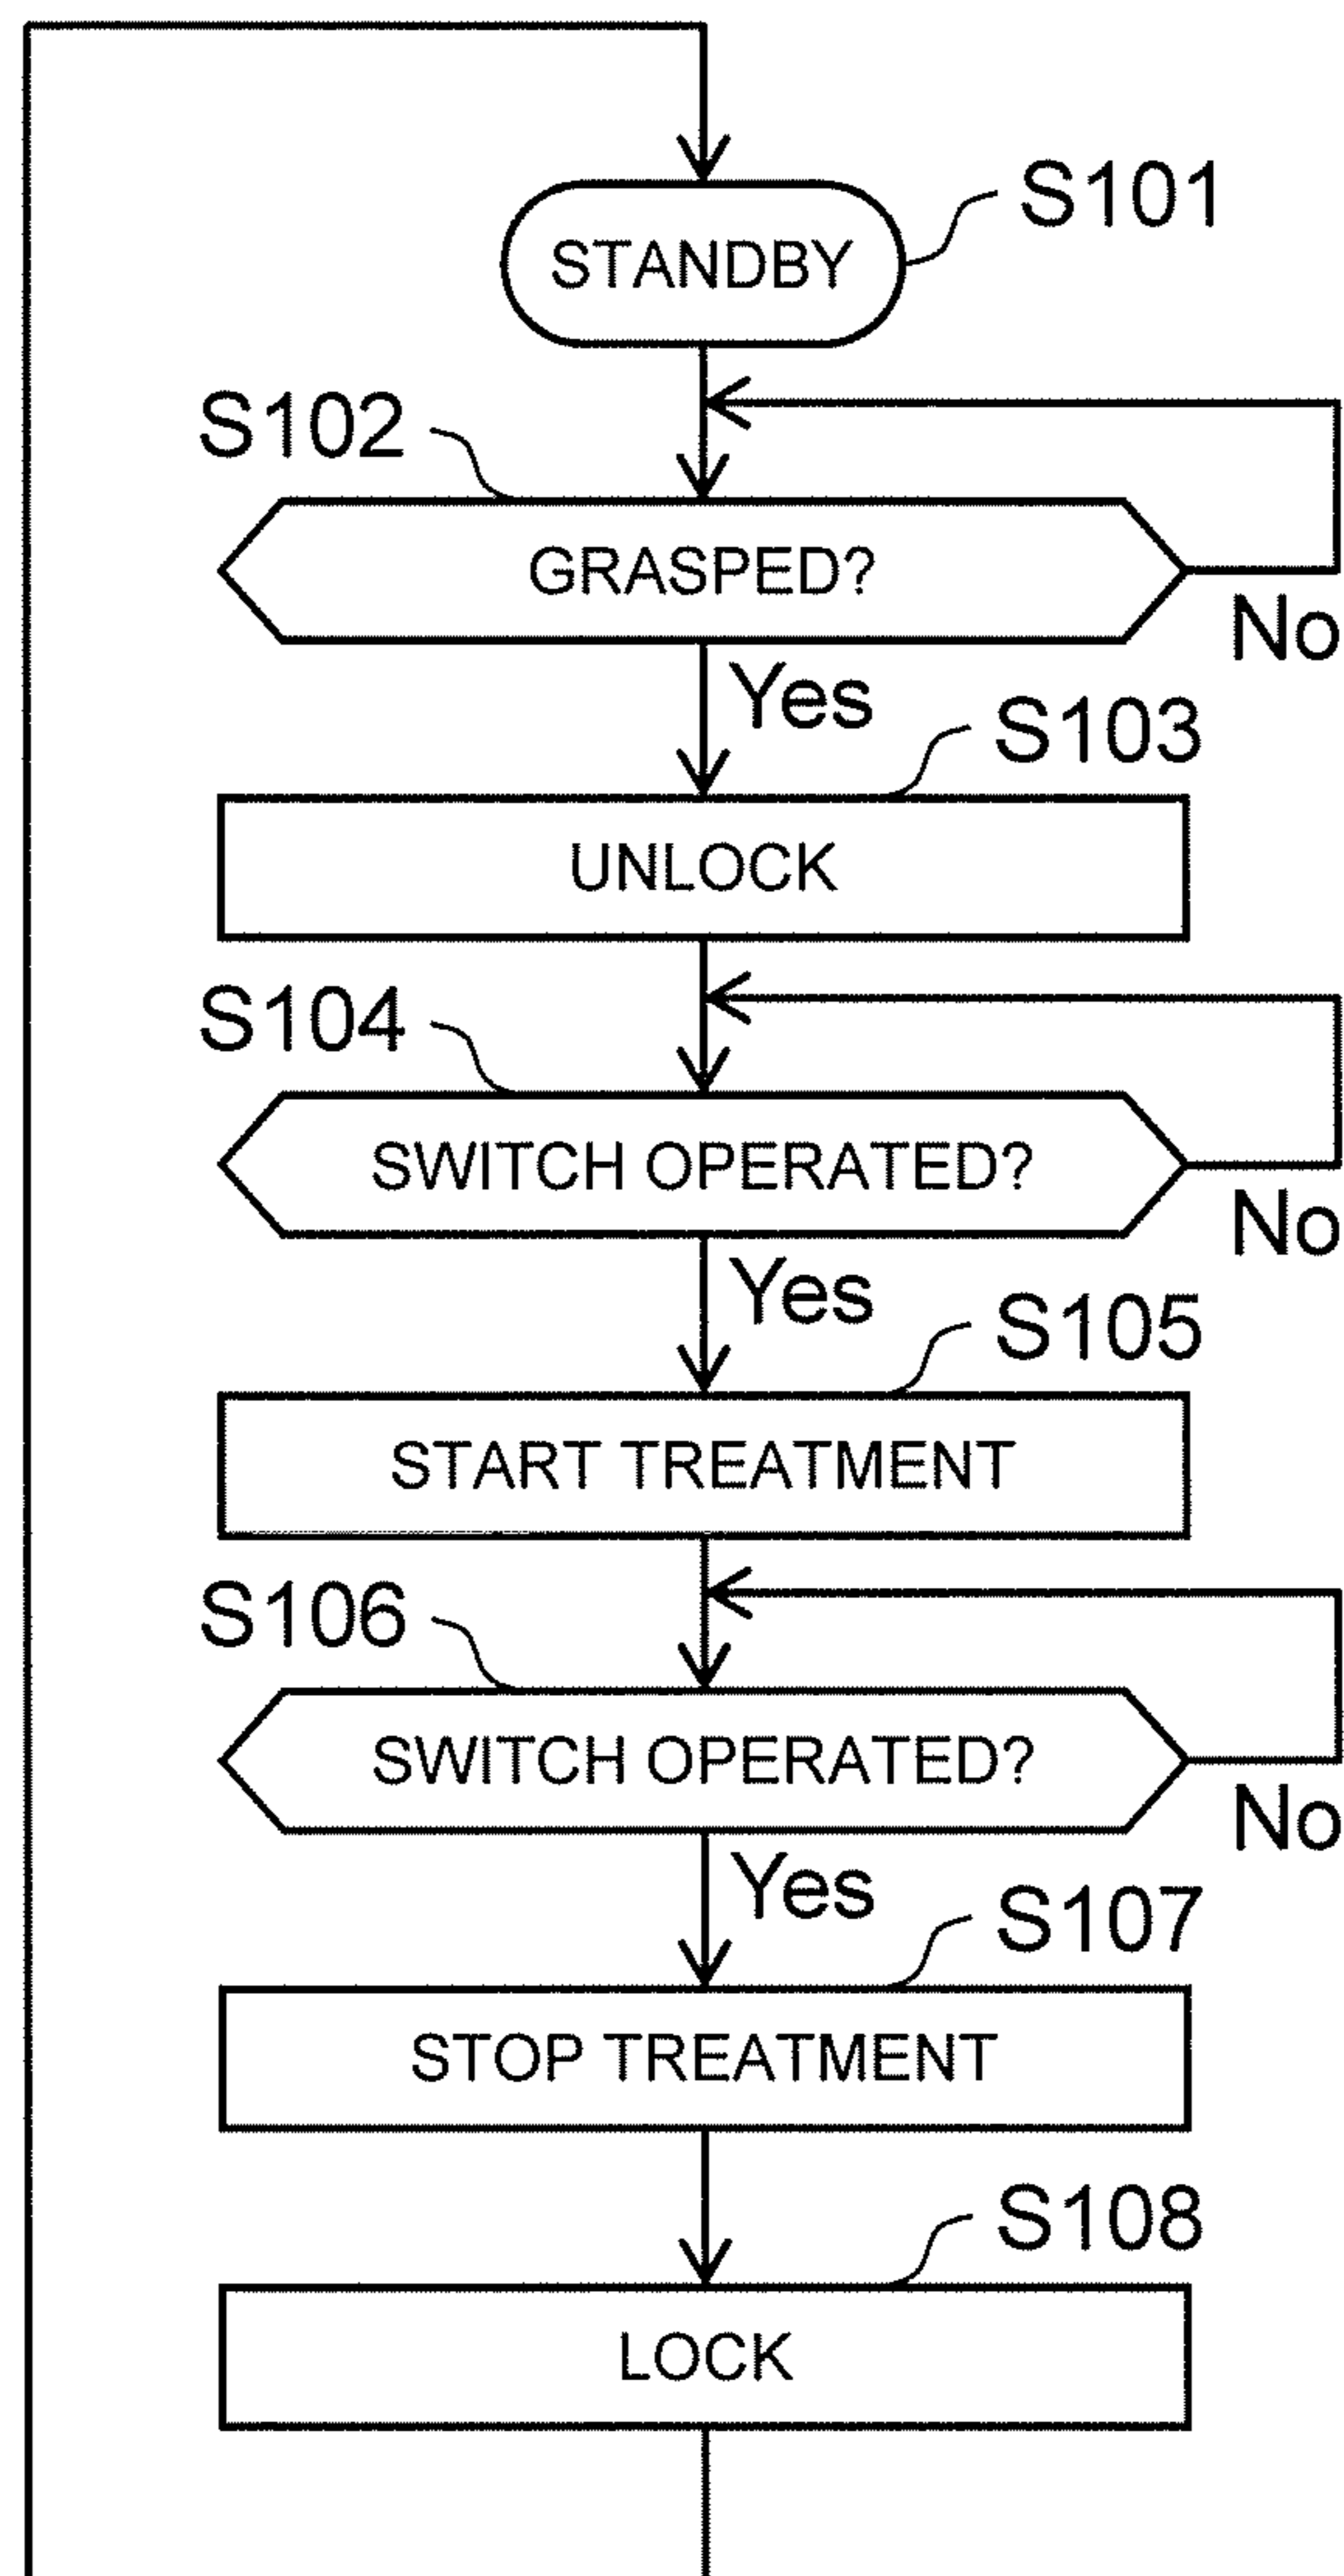 S101
STANDBY
S102
GRASPED?
No
Yes
S103
UNLOCK
S104
SWITCH OPERATED?
No
Yes
S105
START TREATMENT
S106
SWITCH OPERATED?
No
Yes
S107
STOP TREATMENT
S108
LOCK